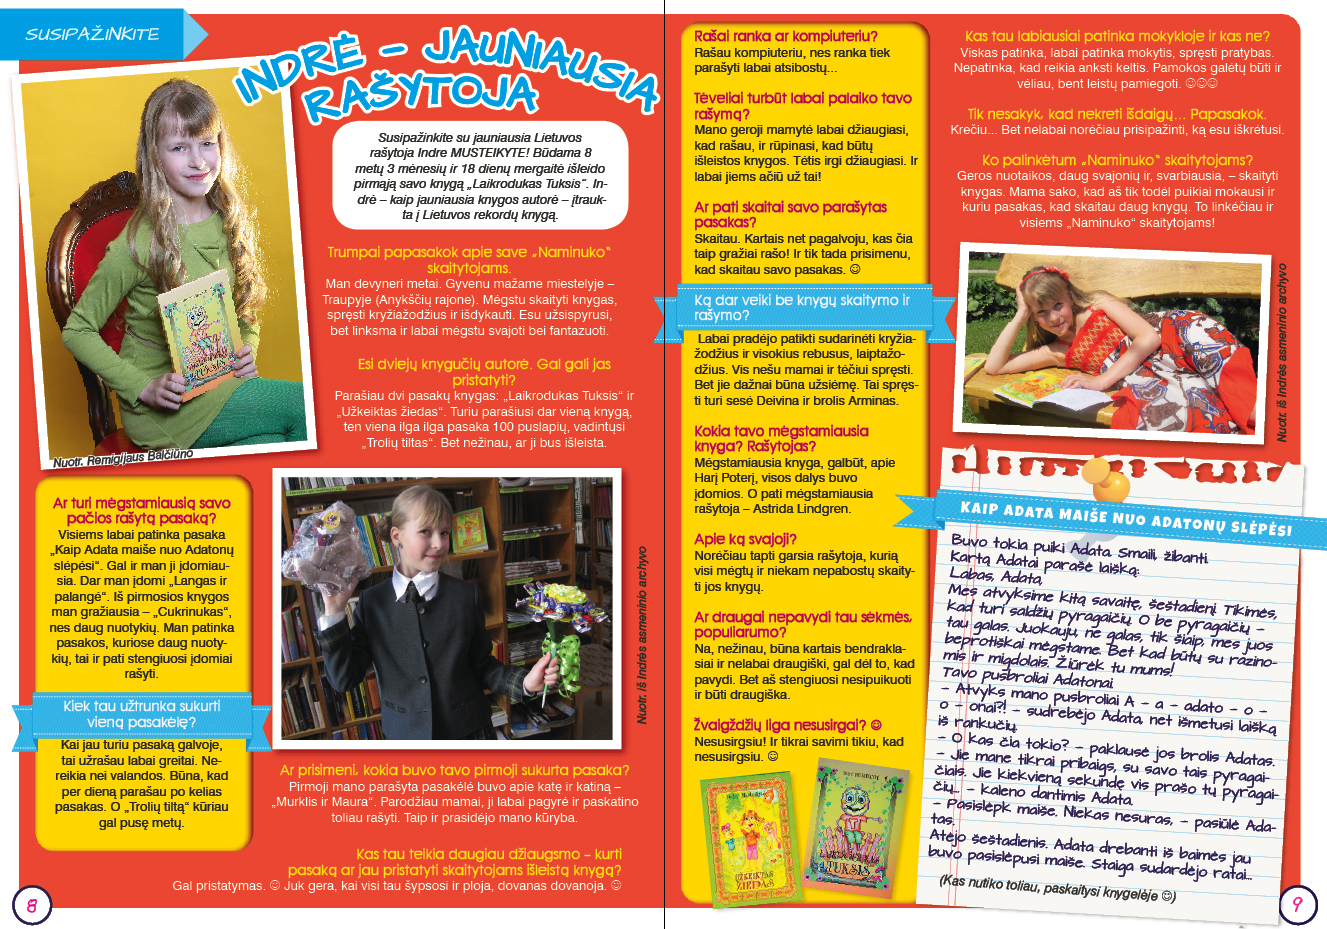 SUSIPAŽINKITE
INDRĖ – JAUNIAUSIA
RAŠYTOJA
Susipažinkite su jauniausia Lietuvos
rašytoja Indre MUSTEIKYTE! Būdama 8
metų 3 mėnesių ir 18 dienų mergaitė išleido
pirmąją savo knygą „Laikrodukas Tuksis“. In-
drė – kaip jauniausia knygos autorė – įtrauk-
ta į Lietuvos rekordų knygą.
Trumpai papasakok apie save „Naminuko“
skaitytojams.
Man devyneri metai. Gyvenu mažame miestelyje –
Traupyje (Anykščių rajone). Mėgstu skaityti knygas,
spręsti kryžiažodžius ir išdykauti. Esu užsispyrusi,
bet linksma ir labai mėgstu svajoti bei fantazuoti.
Esi dviejų knygučių autorė. Gal gali jas
pristatyti?
Parašiau dvi pasakų knygas: „Laikrodukas Tuksis“ ir
„Užkeiktas žiedas“. Turiu parašiusi dar vieną knygą,
ten viena ilga ilga pasaka 100 puslapių, vadintųsi
„Trolių tiltas“. Bet nežinau, ar ji bus išleista.
Nuotr. Remigijaus Baļčiūno
Ar turi mėgstamiausią savo
pačios rašytą pasaką?
Visiems labai patinka pasaka
„Kaip Adata maiše nuo Adatonų
slėpėsi“. Gal ir man ji įdomiau-
sia. Dar man įdomi „Langas ir
palangė“. Iš pirmosios knygos
man gražiausia – „Cukrinukas“,
nes daug nuotykių. Man patinka
pasakos, kuriose daug nuoty-
kių, tai ir pati stengiuosi įdomiai
rašyti.
Kiek tau užtrunka sukurti
vieną pasakėlę?
Kai jau turiu pasaką galvoje,
tai užrašau labai greitai. Ne-
reikia nei valandos. Būna, kad
per dieną parašau po kelias
pasakas. O „Trolių tiltą“ kūriau
gal pusę metų.
Nuotr. iš Indrės asmeninio archyvo
Ar prisimeni, kokia buvo tavo pirmoji sukurta pasaka?
Pirmoji mano parašyta pasakėlė buvo apie katę ir katiną –
„Murklis ir Maura“. Parodžiau mamai, ji labai pagyrė ir paskatino
toliau rašyti. Taip ir prasidėjo mano kūryba.
Kas tau teikia daugiau džiaugsmo – kurti
pasaką ar jau pristatyti skaitytojams išleistą knygą?
Gal pristatymas. ☺ Juk gera, kai visi tau šypsosi ir ploja, dovanas dovanoja. ☺
8
Rašai ranka ar kompiuteriu?
Rašau kompiuteriu, nes ranka tiek
parašyti labai atsibostų...
Tėveliai turbūt labai palaiko tavo
rašymą?
Mano geroji mamytė labai džiaugiasi,
kad rašau, ir rūpinasi, kad būtų
išleistos knygos. Tėtis irgi džiaugiasi. Ir
labai jiems ačiū už tai!
Ar pati skaitai savo parašytas
pasakas?
Skaitau. Kartais net pagalvoju, kas čia
taip gražiai rašo! Ir tik tada prisimenu,
kad skaitau savo pasakas. ☺
Ką dar veiki be knygų skaitymo ir
rašymo?
Labai pradėjo patikti sudarinėti kryžia-
žodžius ir visokius rebusus, laiptažo-
džius. Vis nešu mamai ir tėčiui spręsti.
Bet jie dažnai būna užsiėmę. Tai spręs-
ti turi sesė Deivina ir brolis Arminas.
Kokia tavo mėgstamiausia
knyga? Rašytojas?
Mėgstamiausia knyga, galbūt, apie
Harį Poterį, visos dalys buvo
įdomios. O pati mėgstamiausia
rašytoja – Astrida Lindgren.
Apie ką svajoji?
Norėčiau tapti garsia rašytoja, kurią
visi mėgtų ir niekam nepabostų skaity-
ti jos knygų.
Ar draugai nepavydi tau sėkmės,
populiarumo?
Na, nežinau, būna kartais bendrakla-
siai ir nelabai draugiški, gal dėl to, kad
pavydi. Bet aš stengiuosi nesipuikuoti
ir būti draugiška.
Žvaigždžių liga nesusirgai? ☺
Nesusirgsiu! Ir tikrai savimi tikiu, kad
nesusirgsiu. ☺
UŽKEIKTAS
ŽIEDAS
LAIKRODUKAS
TUKSIS
Kas tau labiausiai patinka mokykloje ir kas ne?
Viskas patinka, labai patinka mokytis, spręsti pratybas.
Nepatinka, kad reikia anksti keltis. Pamokos galėtų būti ir
vėliau, bent leistų pamiegoti. ☺☺☺
Tik nesakyk, kad nekreti išdaigų... Papasakok.
Krečiu... Bet nelabai norėčiau prisipažinti, ką esu iškrėtusi.
Ko palinkėtum „Naminuko“ skaitytojams?
Geros nuotaikos, daug svajonių ir, svarbiausia, – skaityti
knygas. Mama sako, kad aš tik todėl puikiai mokausi ir
kuriu pasakas, kad skaitau daug knygų. To linkėčiau ir
visiems „Naminuko“ skaitytojams!
Nuotr. iš Indrės asmeninio archyvo
KAIP ADATA MAIŠE NUO ADATONŲ SLĖPĖSI
Buvo tokia puiki Adata. Smaili, žibanti.
Kartą Adatai parašė laišką:
Labas, Adata,
Mes atvyksime kitą savaitę, šeštadienį. Tikimės,
kad turi saldžių pyragaičių. O be pyragaičių –
tau galas. Juokauju, ne galas, tik šiaip, mes juos
beprotiškai mėgstame. Bet kad būtų su razino-
mis ir migdolais. Žiūrėk tu mums!
Tavo pusbroliai Adatonai.
– Atvyks mano pusbroliai A – a – adato – o –
o – onai?! – sudrebėjo Adata, net išmetusi laišką
iš rankučių.
– O kas čia tokio? – paklausė jos brolis Adatas.
– Jie mane tikrai pribaigs, su savo tais pyragai-
čiais. Jie kiekvieną sekundę vis prašo tų pyragai-
čių... – kaleno dantimis Adata.
– Pasislėpk maiše. Niekas nesuras, – pasiūlė Ada-
tas.
Atėjo šeštadienis. Adata drebanti iš baimės jau
buvo pasislėpusi maiše. Staiga sudardėjo ratai...
(Kas nutiko toliau, paskaitysi knygelėje ☺)
9